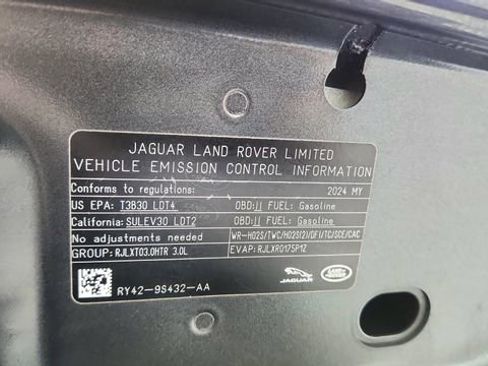 JAGUAR LAND ROVER LIMITED
VEHICLE EMISSION CONTROL INFORMATION
Conforms to regulations: 2024 MY
US EPA: T3B30 LDT4 OBD:II FUEL: Gasoline
California: SULEV30 LDT2 OBD:II FUEL: Gasoline
No adjustments needed WR-HO2S/TWC/HO2S(2)/DFI/TC/SCE/CAC
GROUP: RJLXT03.0HTR 3.0L EVAP: RJLXR0175P1Z
JAGUAR
LAND ROVER
RY42-9S432-AA